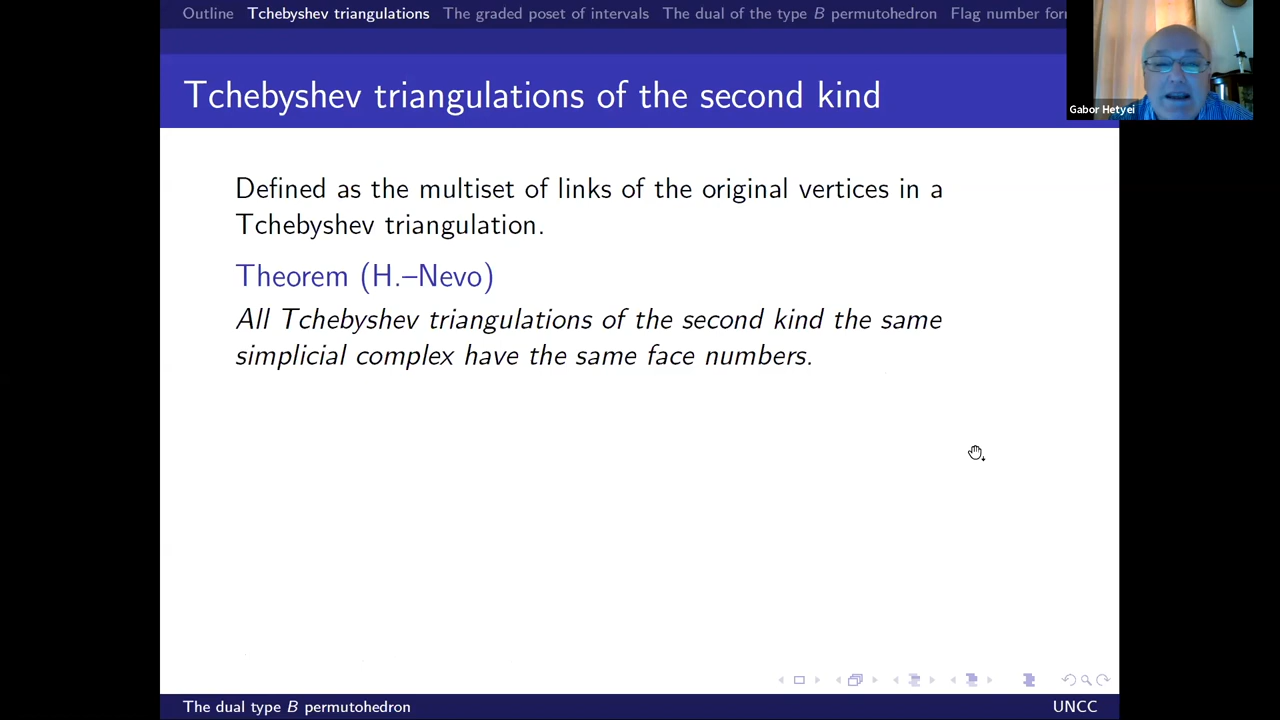 Outline Tchebyshev triangulations The graded poset of intervals The dual of the type B permutohedron Flag number for
Gabor Hetyei
Tchebyshev triangulations of the second kind
Defined as the multiset of links of the original vertices in a
Tchebyshev triangulation.
Theorem (H.–Nevo)
All Tchebyshev triangulations of the second kind the same
simplicial complex have the same face numbers.
The dual type B permutohedron UNCC